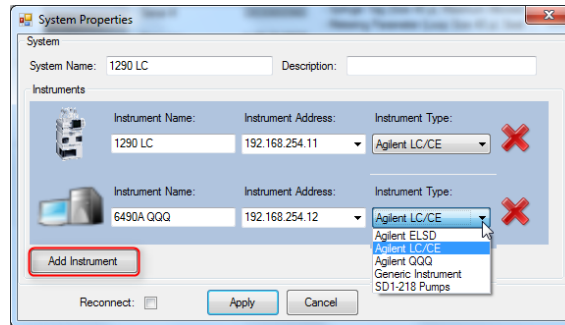 System Properties
System
System Name: 1290 LC Description:
Instruments
Instrument Name: Instrument Address: Instrument Type:
1290 LC 192.168.254.11 Agilent LC/CE
Instrument Name: Instrument Address: Instrument Type:
6490A QQQ 192.168.254.12 Agilent LC/CE
Agilent ELSD
Agilent LC/CE
Agilent QQQ
Generic Instrument
SD1-218 Pumps
Add Instrument
Reconnect: Apply Cancel